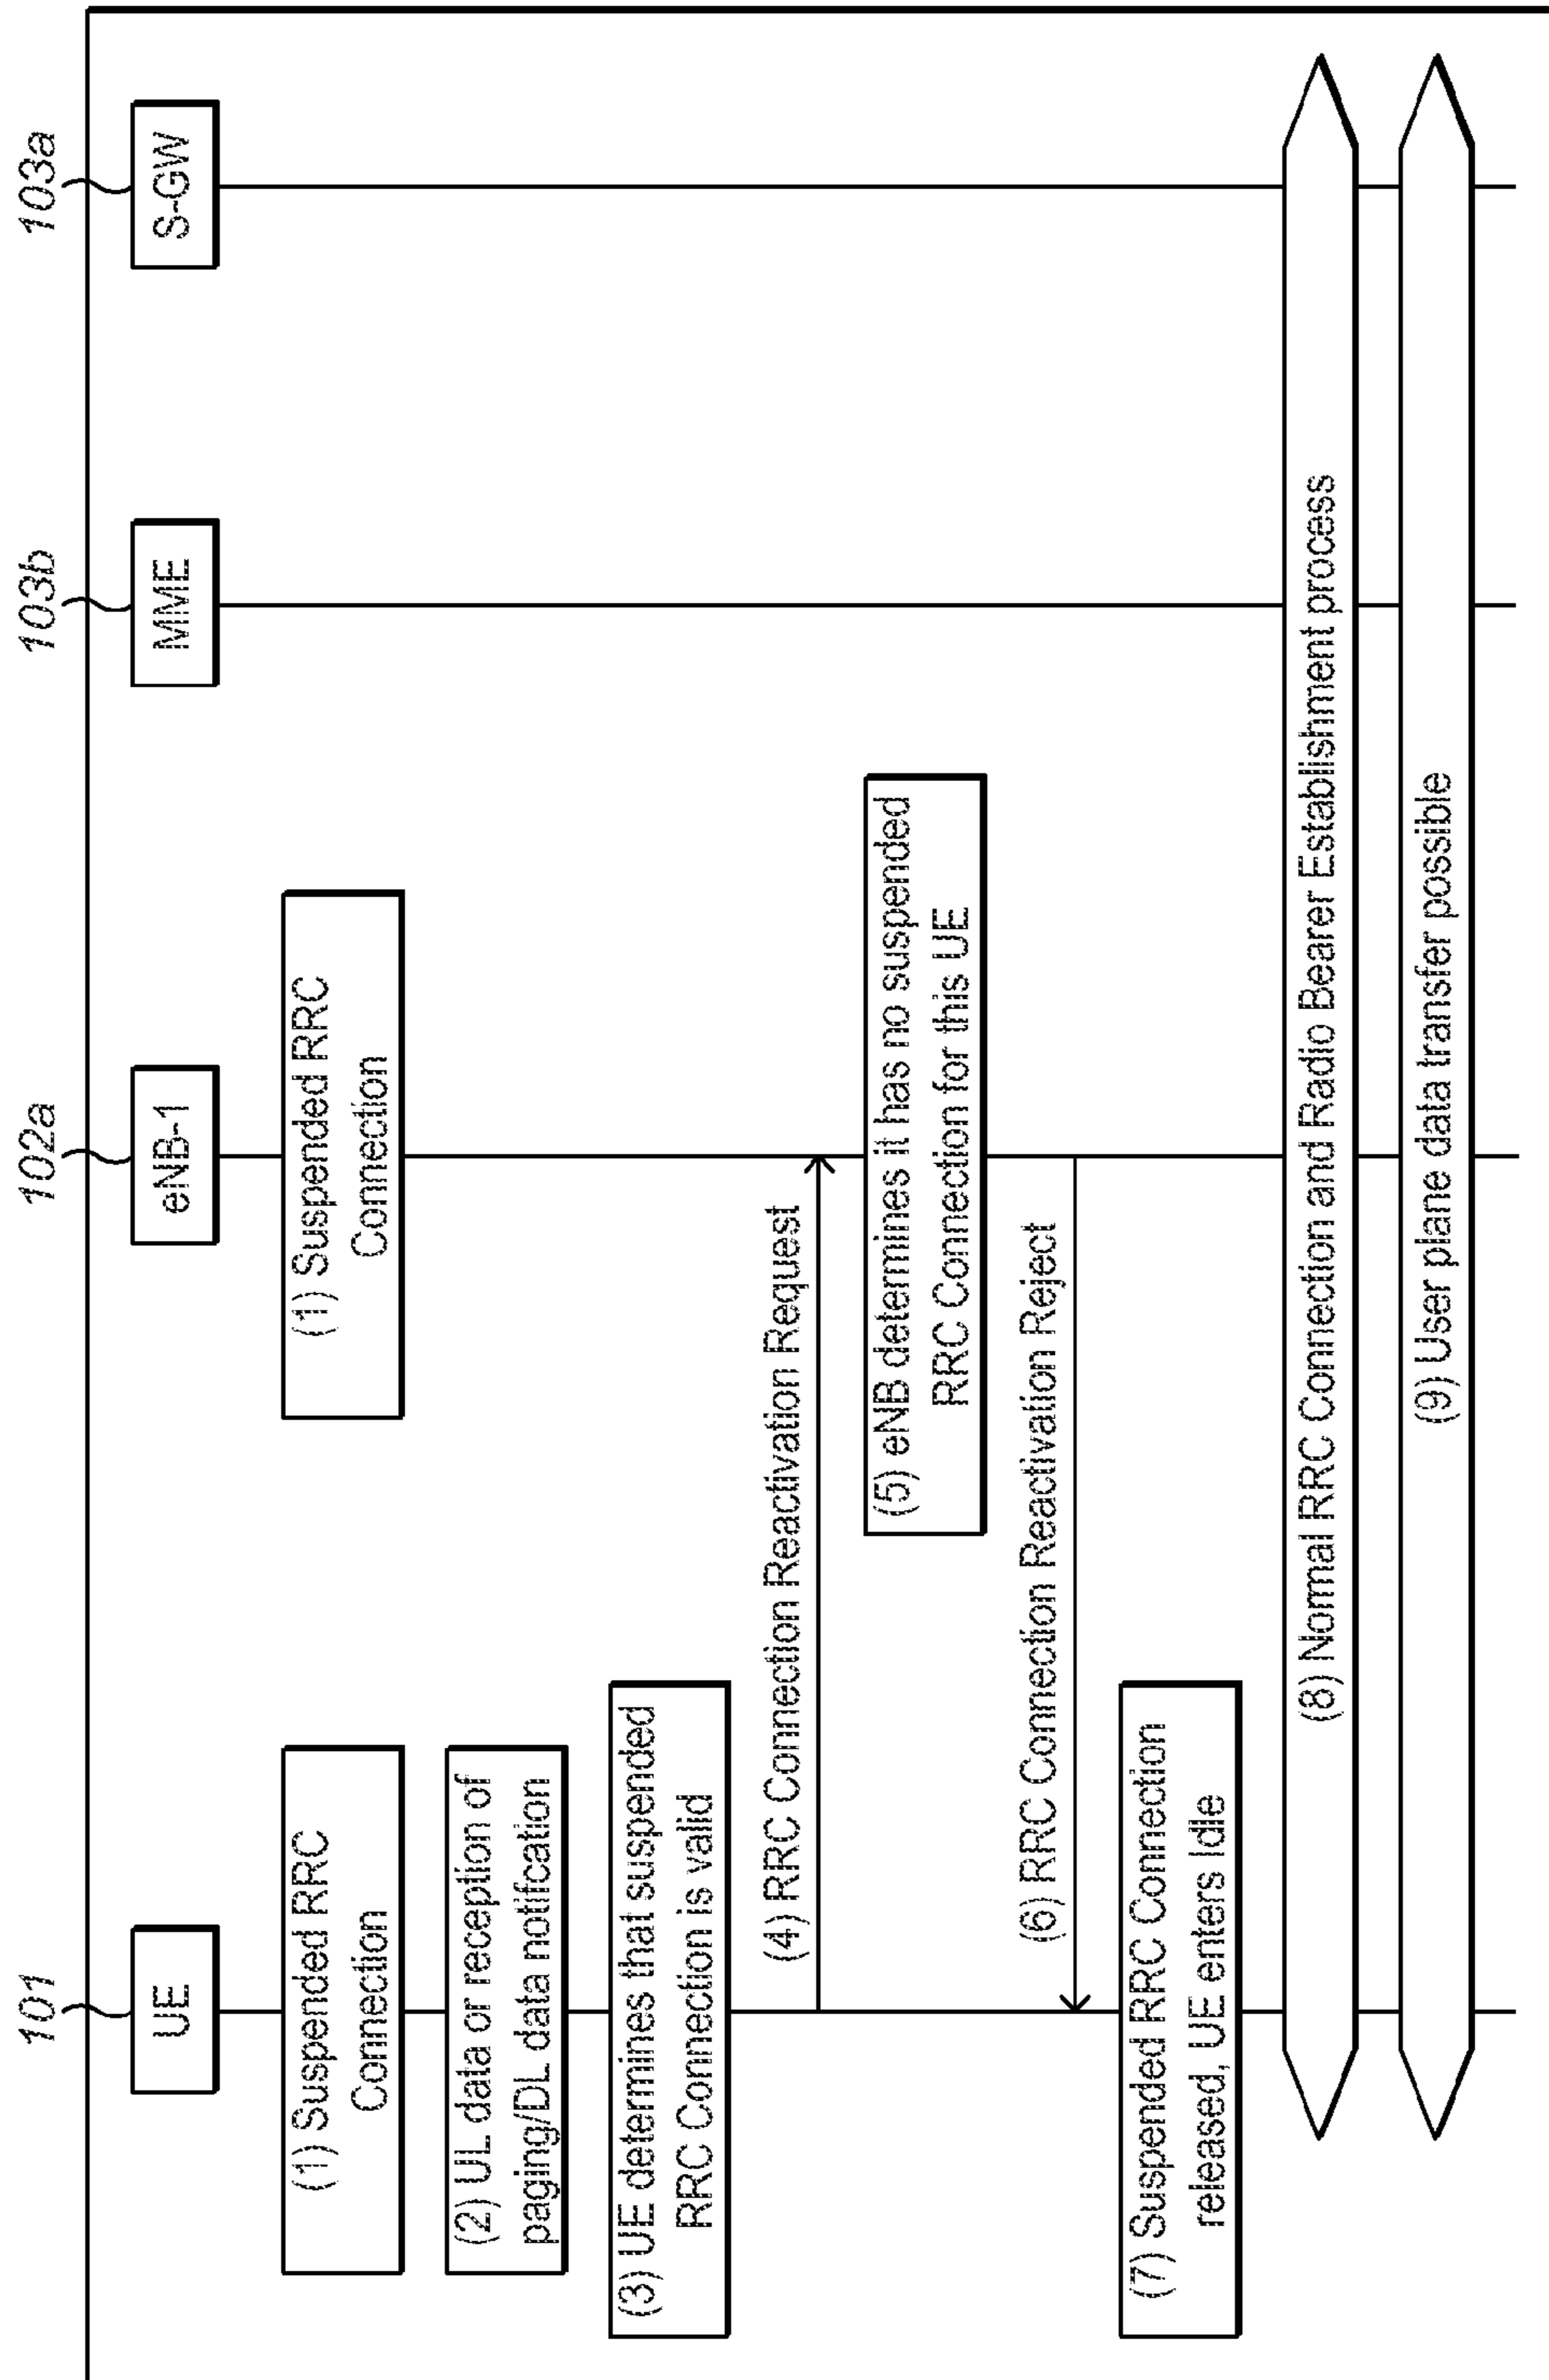 101
102a
103b
103a
UE
eNB-1
MME
S-GW
(1) Suspended RRC
Connection
(1) Suspended RRC
Connection
(2) UL data or reception of
paging/DL data notifcation
(3) UE determines that suspended
RRC Connection is valid
(4) RRC Connection Reactivation Request
(5) eNB determines it has no suspended
RRC Connection for this UE
(6) RRC Connection Reactivation Reject
(7) Suspended RRC Connection
released, UE enters Idle
(8) Normal RRC Connection and Radio Bearer Establishment process
(9) User plane data transfer possible